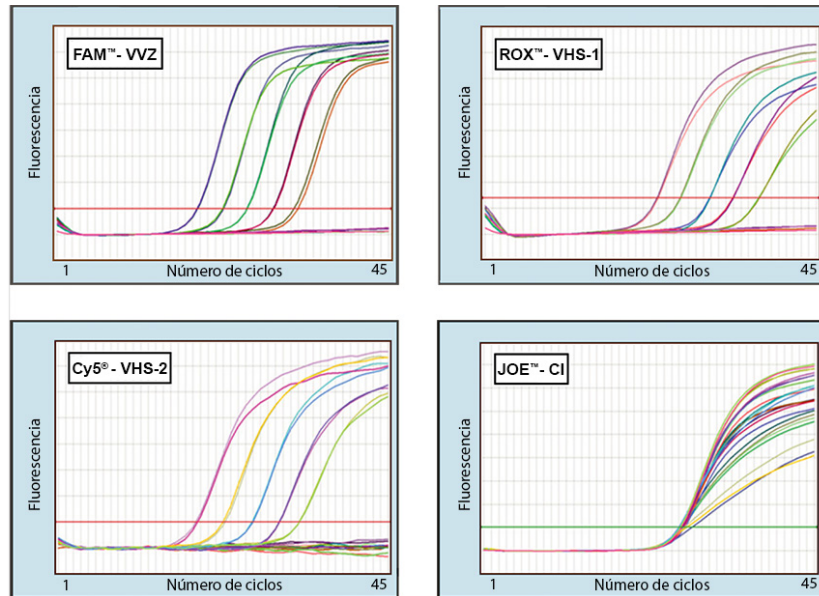 FAM™- VVZ
Fluorescencia
1 Número de ciclos 45
ROX™- VHS-1
Fluorescencia
1 Número de ciclos 45
Cy5®- VHS-2
Fluorescencia
1 Número de ciclos 45
JOE™- CI
Fluorescencia
1 Número de ciclos 45